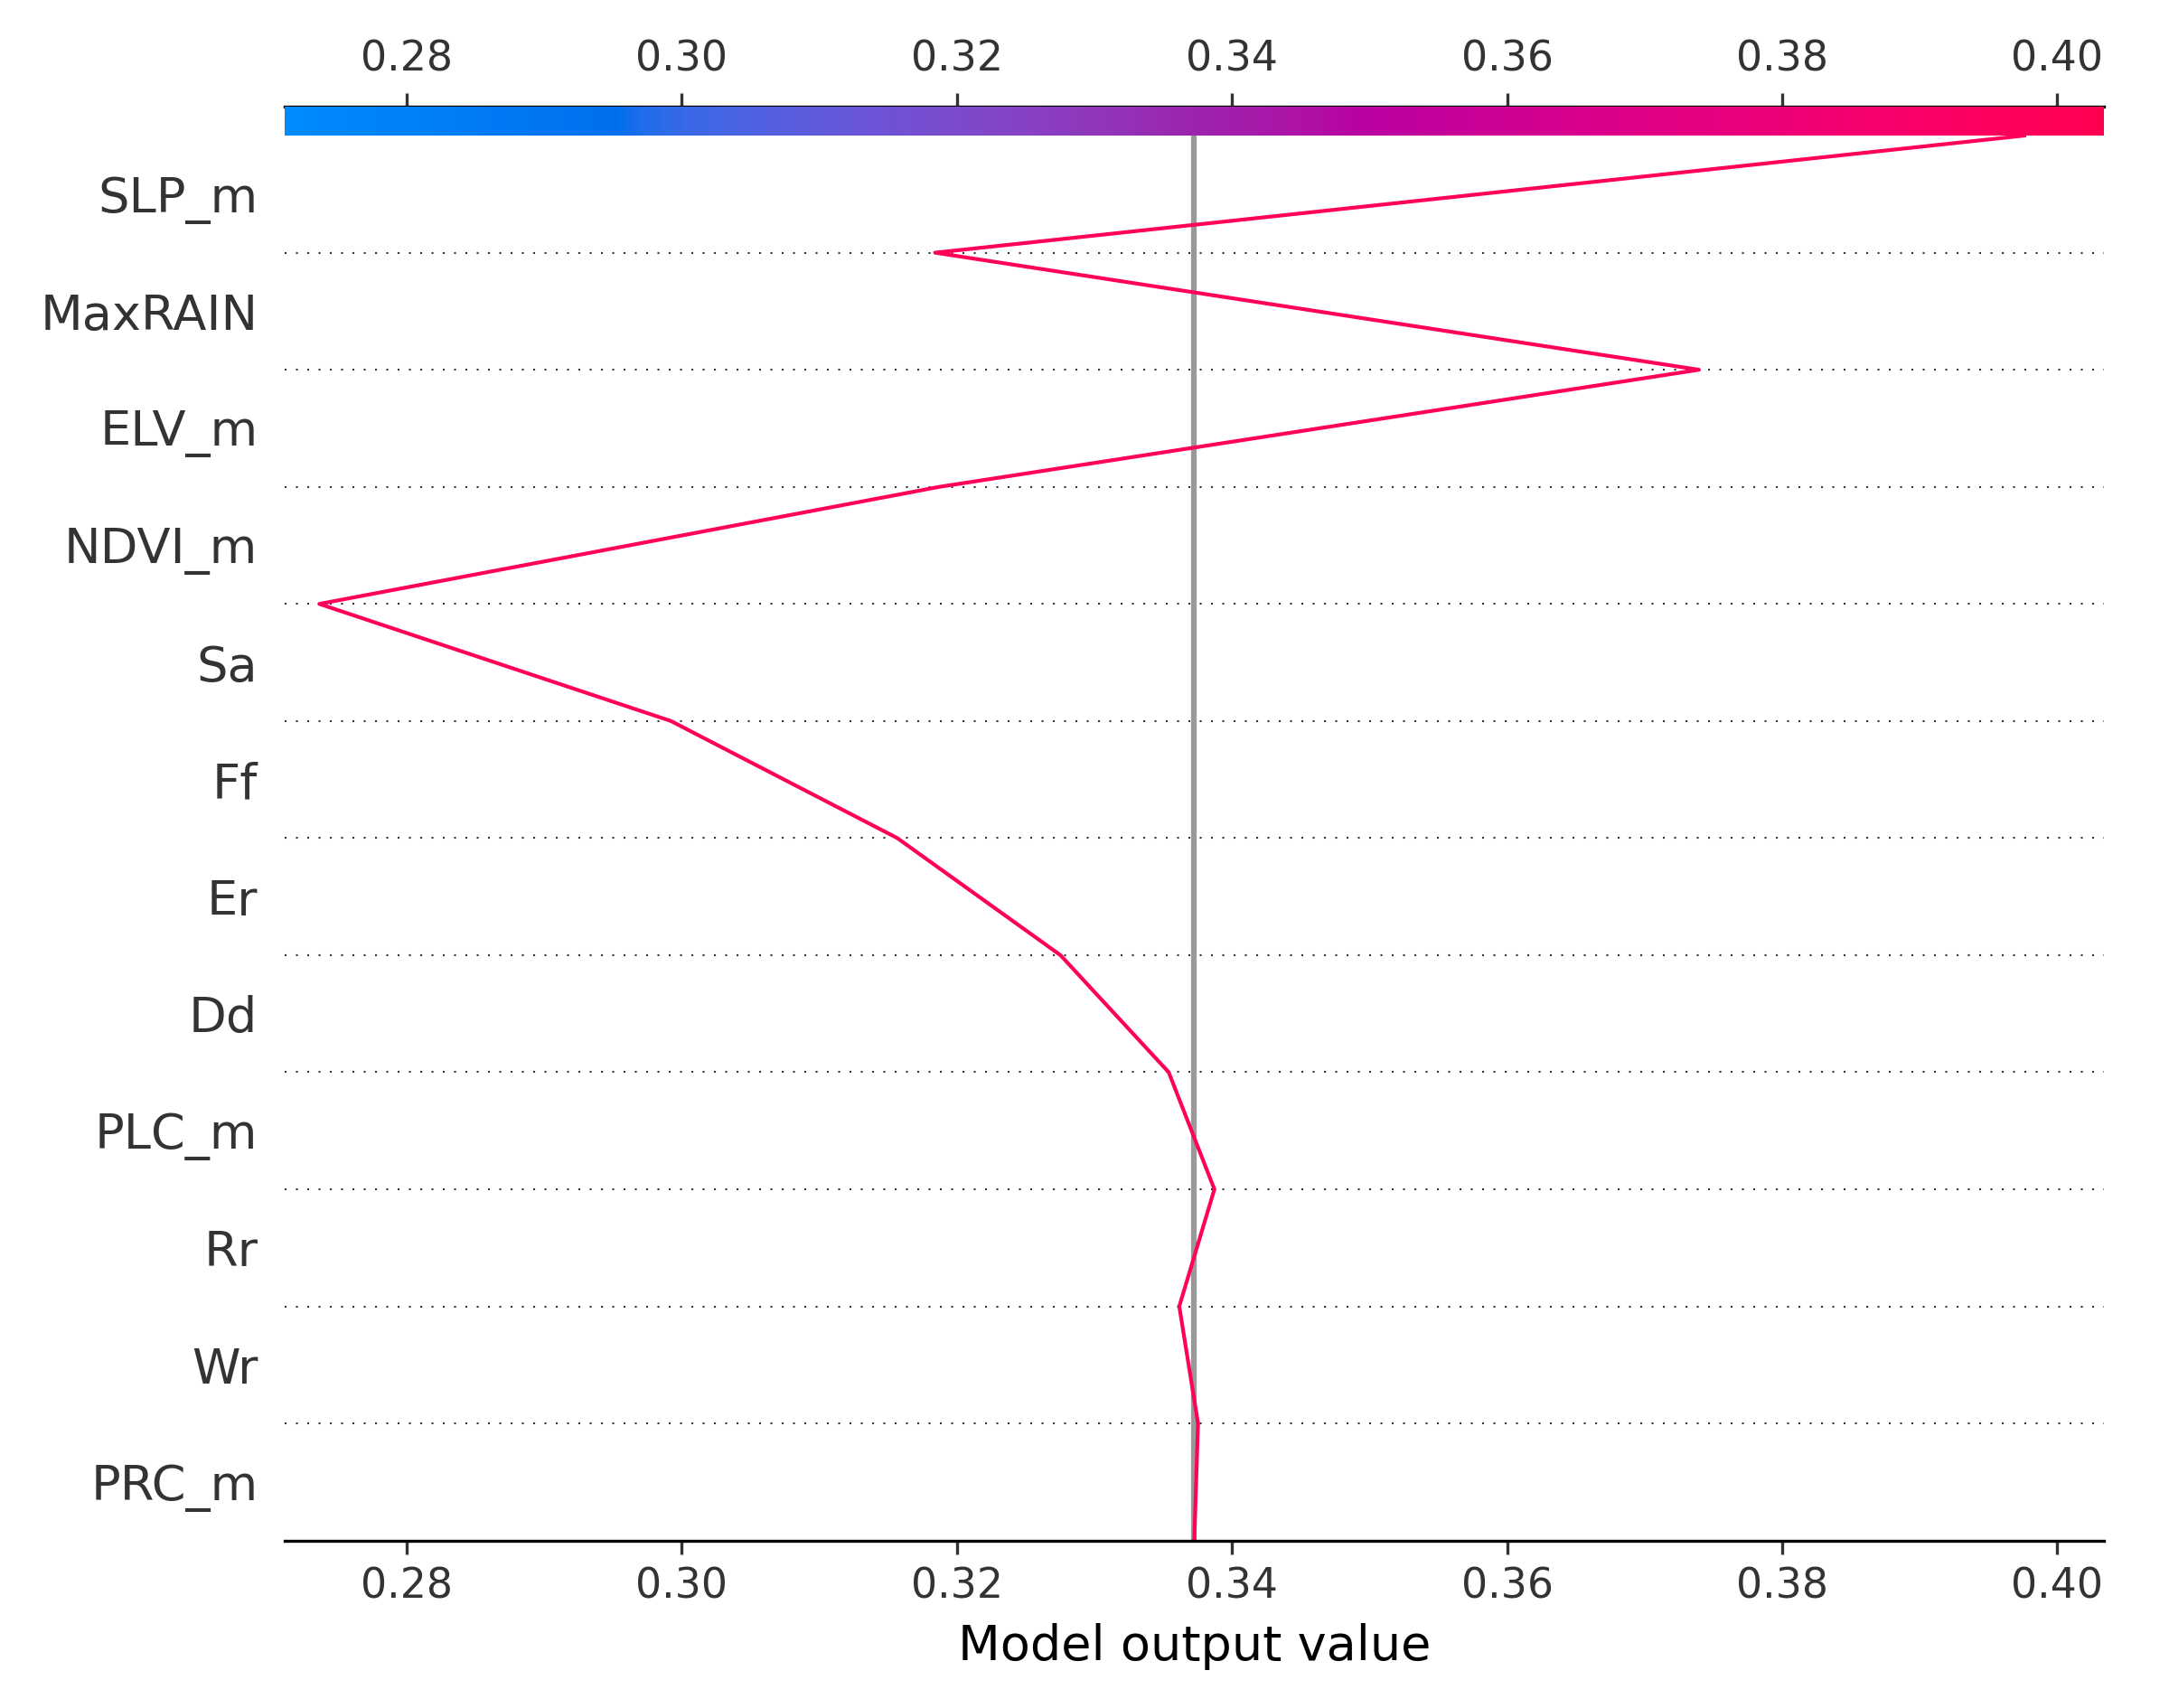 0.28 0.30 0.32 0.34 0.36 0.38 0.40
SLP_m
MaxRAIN
ELV_m
NDVI_m
Sa
Ff
Er
Dd
PLC_m
Rr
Wr
PRC_m
0.28 0.30 0.32 0.34 0.36 0.38 0.40
Model output value